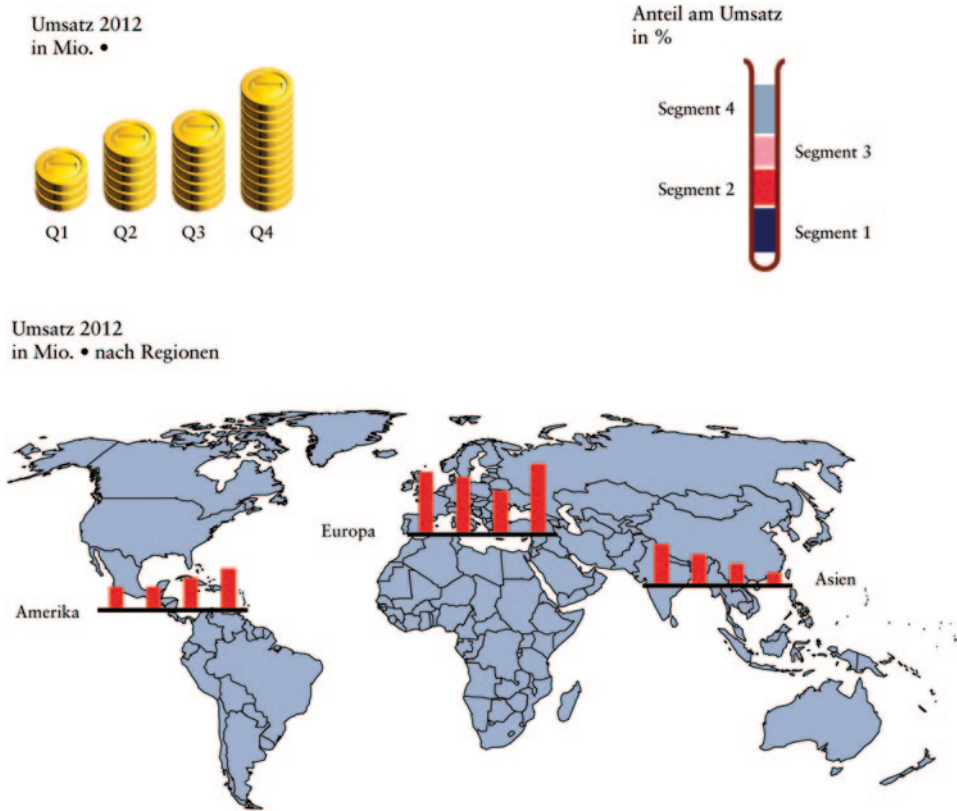 Umsatz 2012
in Mio. •
Q1 Q2 Q3 Q4
Anteil am Umsatz
in %
Segment 4
Segment 3
Segment 2
Segment 1
Umsatz 2012
in Mio. • nach Regionen
Europa
Asien
Amerika